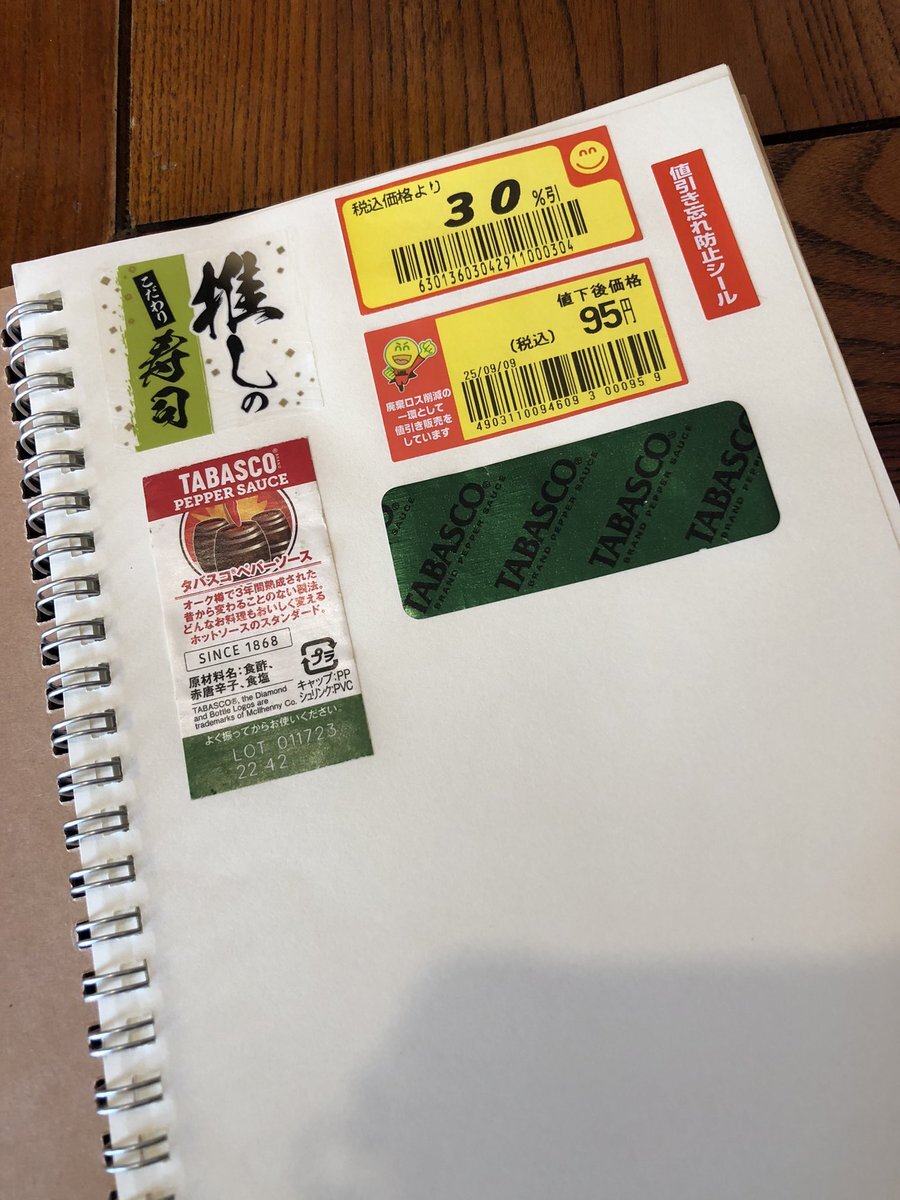 推しの
こだわり
寿司
税込価格より
30%引
63013603042911000304
値引き忘れ防止シール
値下後価格
95円
(税込)
25/09/09
4903110094609 3 00095 9
廃棄ロス削減の
一環として
値引き販売を
しています
TABASCO®
PEPPER SAUCE
タバスコ®ペパーソース
オーク樽で3年間熟成された
昔から変わることのない製法。
どんなお料理もおいしく変える
ホットソースのスタンダード。
SINCE 1868
原材料名:食酢、
赤唐辛子、食塩
プラ
キャップ:PP
シュリンク:PVC
TABASCO®, the Diamond
and Bottle Logos are
trademarks of McIlhenny Co.
よく振ってからお使いください。
LOT 011723
22:42
SAUCE
TABASCO®
BRAND PEPPER SAUCE
TABASCO®
BRAND PEPPER SAUCE
TABASCO®
BRAND PEPPER SAUCE
TABASCO
BRAND PEPPE